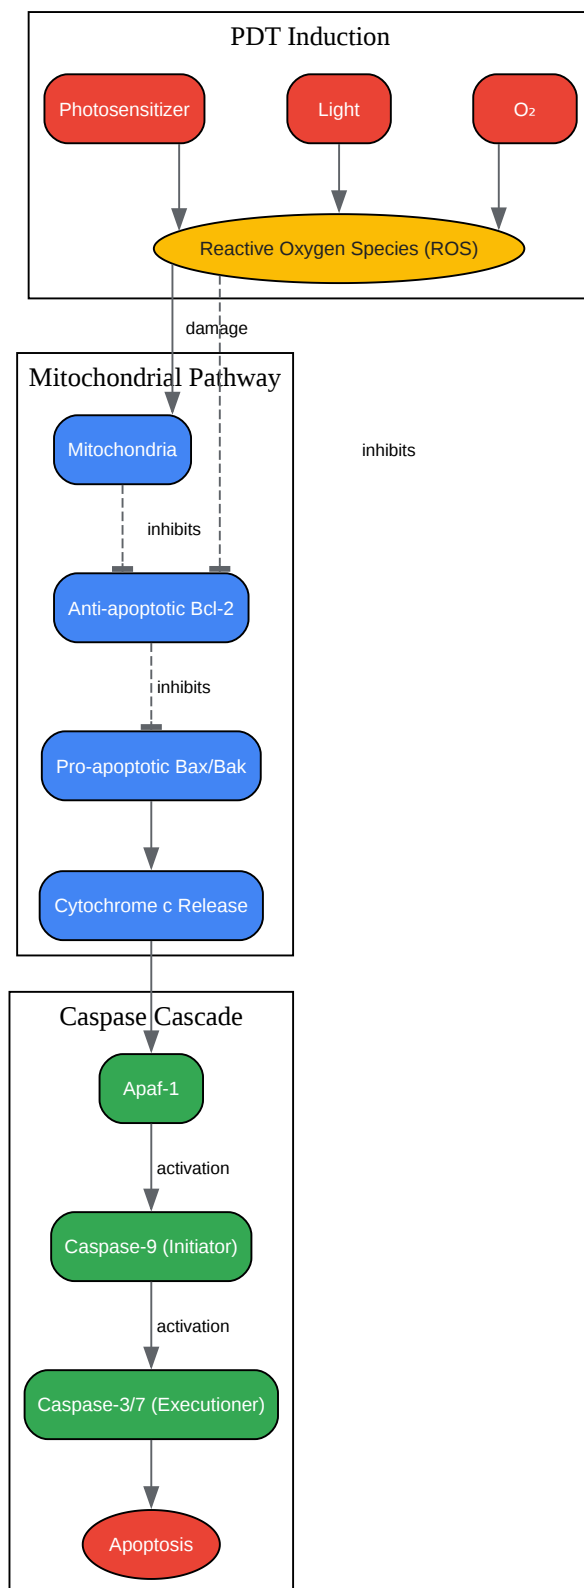 PDT Induction
Photosensitizer
Light
O₂
Reactive Oxygen Species (ROS)
damage
Mitochondrial Pathway
Mitochondria
inhibits
inhibits
Anti-apoptotic Bcl-2
inhibits
Pro-apoptotic Bax/Bak
Cytochrome c Release
Caspase Cascade
Apaf-1
activation
Caspase-9 (Initiator)
activation
Caspase-3/7 (Executioner)
Apoptosis